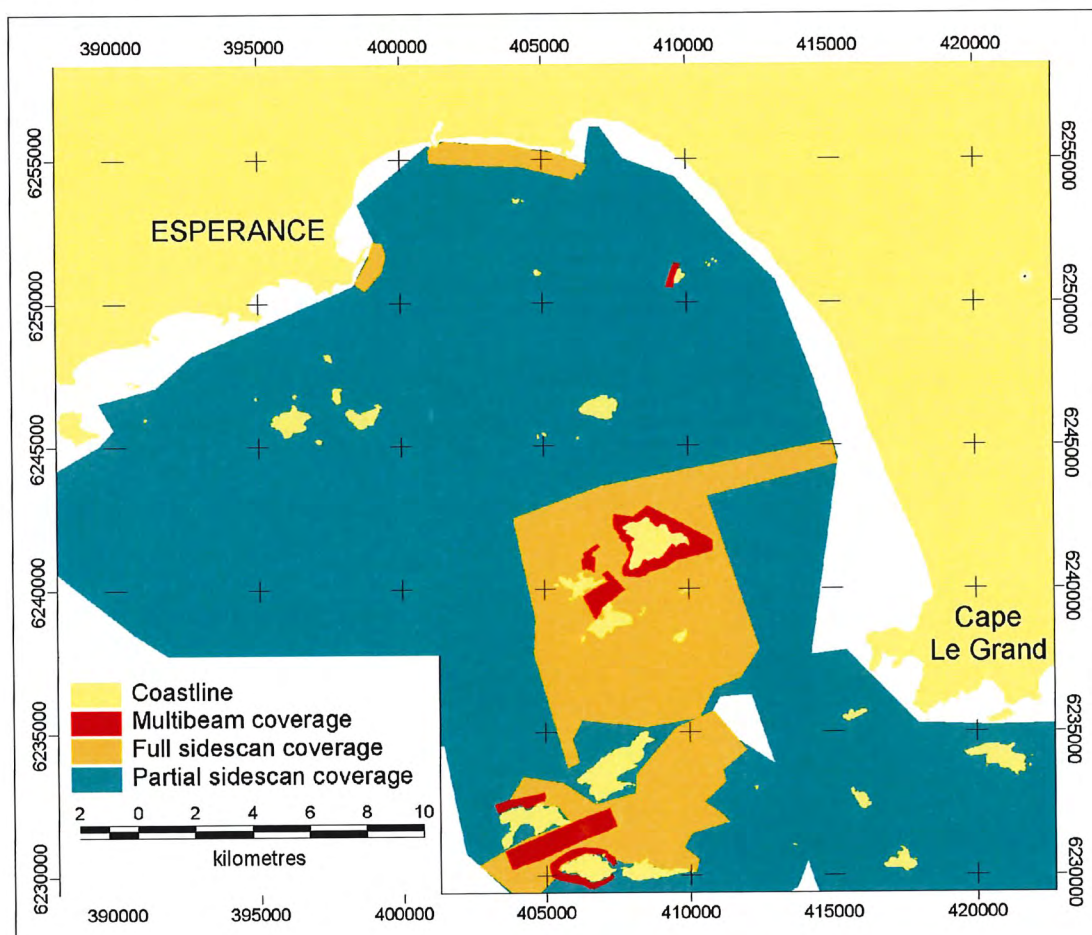 390000 395000 400000 405000 410000 415000 420000
6255000
6255000
ESPERANCE
6250000
6250000
6245000
6245000
6240000
6240000
Cape
Le Grand
Coastline
Multibeam coverage
6235000
6235000
Full sidescan coverage
Partial sidescan coverage
2 0 2 4 6 8 10
kilometres
6230000
6230000
390000 395000 400000 405000 410000 415000 420000